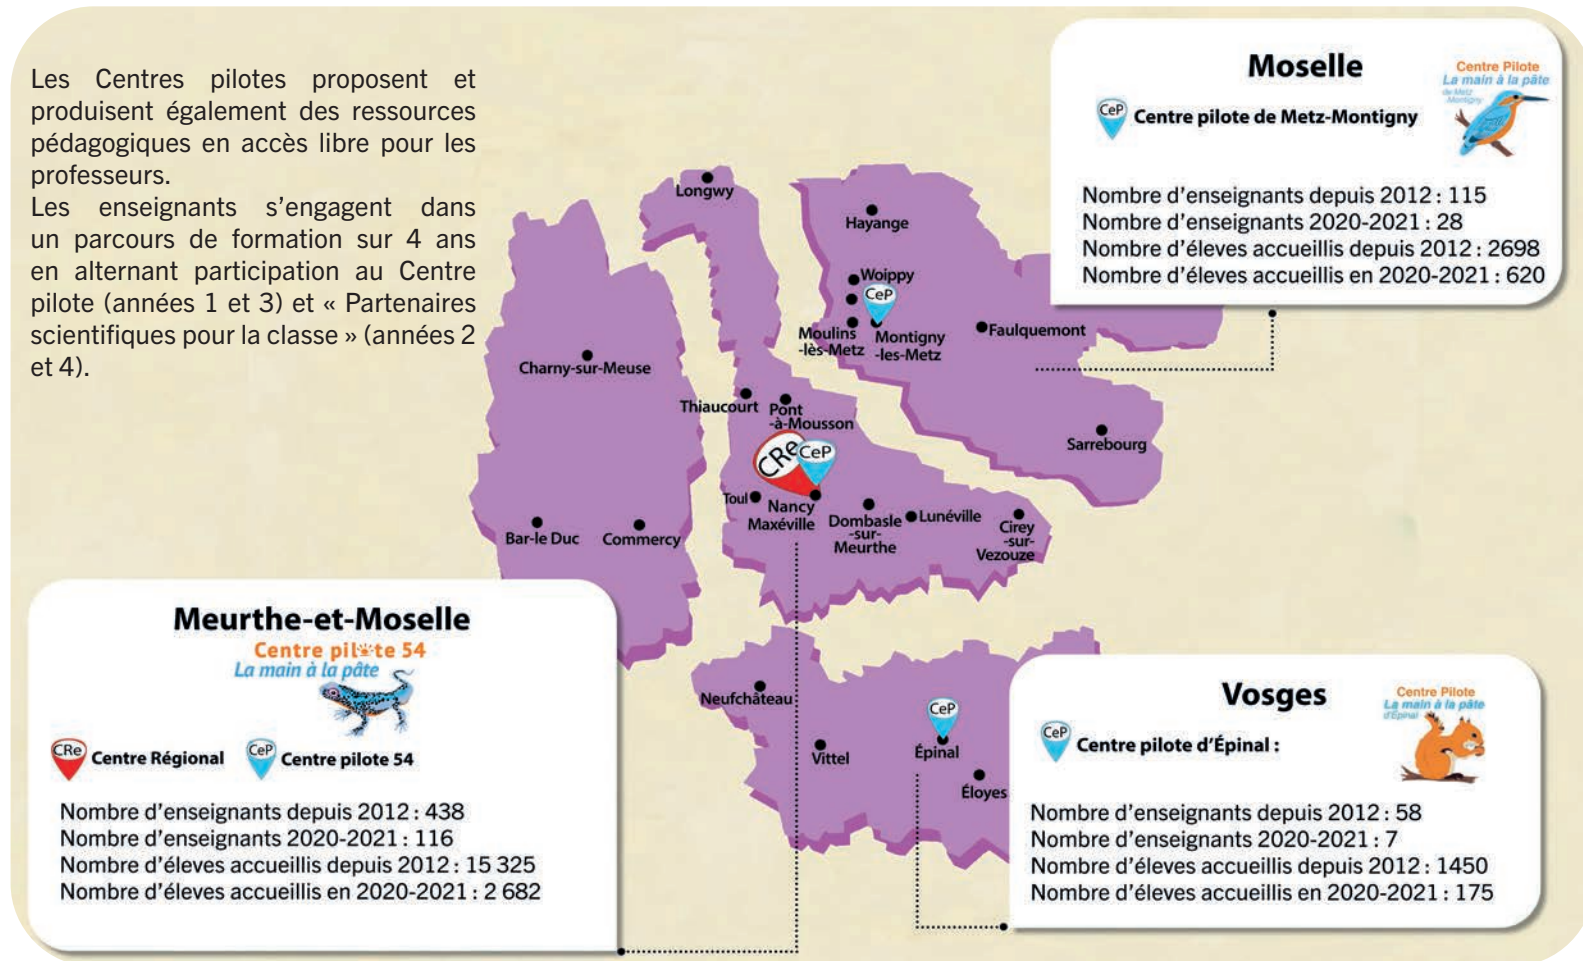 Les Centres pilotes proposent et
produisent également des ressources
pédagogiques en accès libre pour les
professeurs.
Les enseignants s'engagent dans
un parcours de formation sur 4 ans
en alternant participation au Centre
pilote (années 1 et 3) et « Partenaires
scientifiques pour la classe » (années 2
et 4).
Moselle
Centre Pilote
La main à la pâte
de Metz
Montigny
CeP Centre pilote de Metz-Montigny
Nombre d'enseignants depuis 2012 : 115
Nombre d'enseignants 2020-2021 : 28
Nombre d'éleves accueillis depuis 2012 : 2698
Nombre d'éleves accueillis en 2020-2021 : 620
Longwy
Hayange
Woippy
CeP
Moulins
-lès-Metz
Montigny
-les-Metz
Faulquemont
Charny-sur-Meuse
Thiaucourt
Pont
-à-Mousson
Sarrebourg
CRe
CeP
Toul
Nancy
Maxéville
Dombasle
-sur-
Meurthe
Lunéville
Cirey
-sur-
Vezouze
Bar-le Duc
Commercy
Neufchâteau
Vittel
CeP
Épinal
Éloyes
Meurthe-et-Moselle
Centre pilote 54
La main à la pâte
CRe Centre Régional
CeP Centre pilote 54
Nombre d'enseignants depuis 2012 : 438
Nombre d'enseignants 2020-2021 : 116
Nombre d'éleves accueillis depuis 2012 : 15 325
Nombre d'éleves accueillis en 2020-2021 : 2 682
Vosges
Centre Pilote
La main à la pâte
d'Épinal
CeP Centre pilote d'Épinal :
Nombre d'enseignants depuis 2012 : 58
Nombre d'enseignants 2020-2021 : 7
Nombre d'éleves accueillis depuis 2012 : 1450
Nombre d'éleves accueillis en 2020-2021 : 175